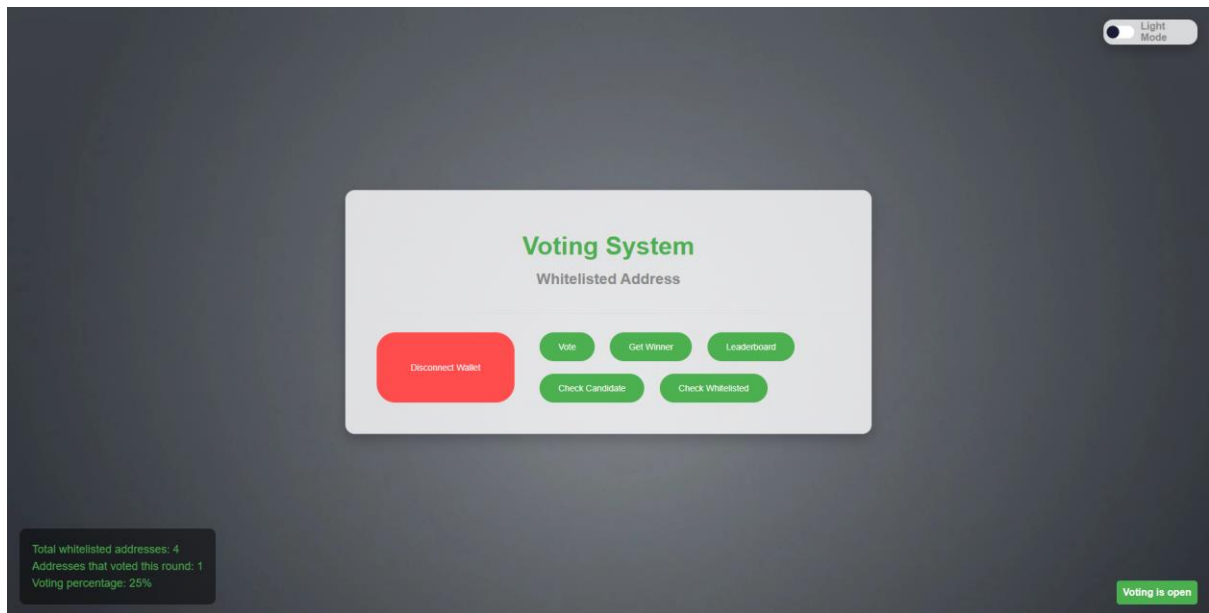 Light
Mode
Voting System
Whitelisted Address
Disconnect Wallet
Vote
Get Winner
Leaderboard
Check Candidate
Check Whitelisted
Total whitelisted addresses: 4
Addresses that voted this round: 1
Voting percentage: 25%
Voting is open